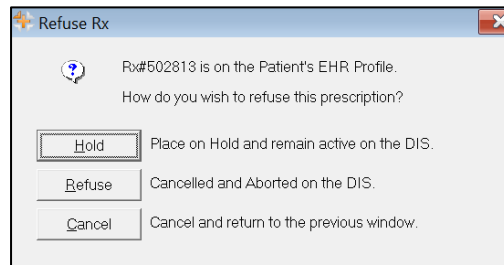 Refuse Rx
Rx#502813 is on the Patient's EHR Profile.
How do you wish to refuse this prescription?
Hold Place on Hold and remain active on the DIS.
Refuse Cancelled and Aborted on the DIS.
Cancel Cancel and return to the previous window.